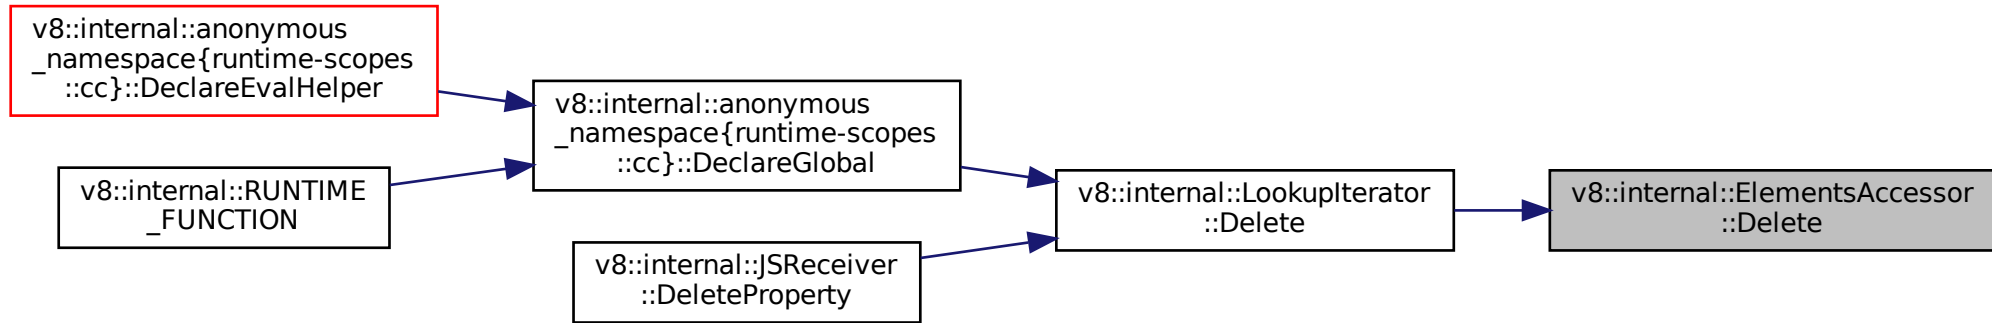 v8::internal::anonymous
_namespace{runtime-scopes
::cc}::DeclareEvalHelper
v8::internal::RUNTIME
_FUNCTION
v8::internal::anonymous
_namespace{runtime-scopes
::cc}::DeclareGlobal
v8::internal::JSReceiver
::DeleteProperty
v8::internal::LookupIterator
::Delete
v8::internal::ElementsAccessor
::Delete